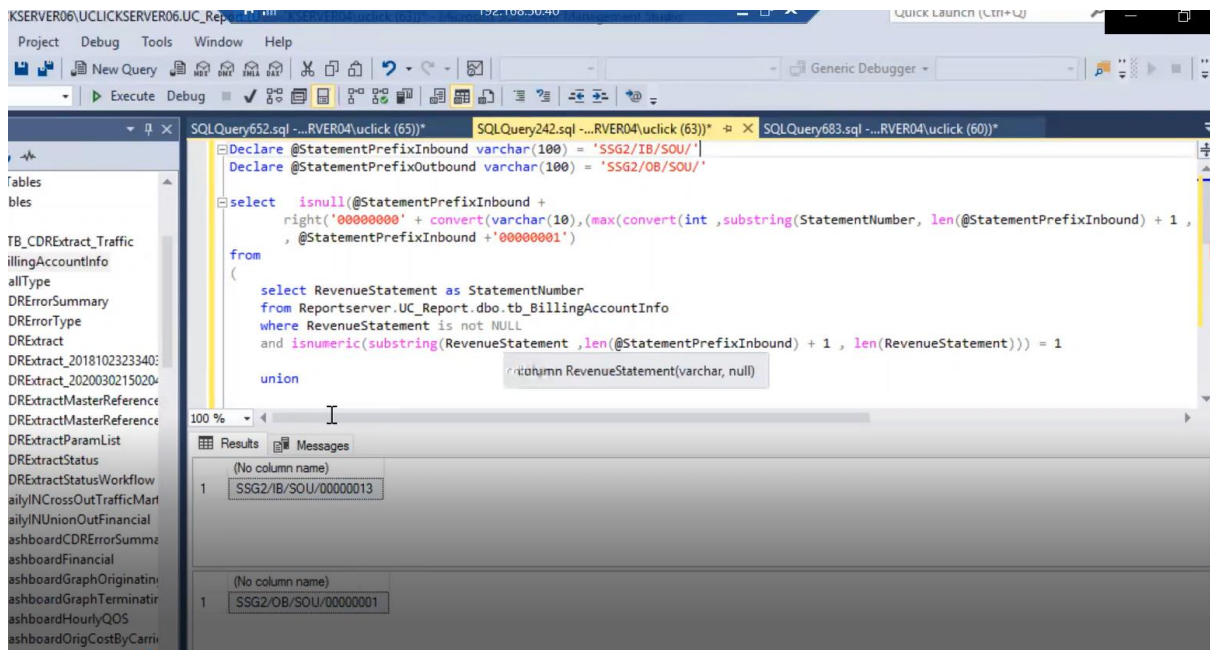 KSERVER06\UCLICKSERVER06.UC_Rep
192.168.50.40
Quick Launch (Ctrl+Q)
Project Debug Tools Window Help
New Query
Generic Debugger
Execute Debug
SQLQuery652.sql -...RVER04\uclick (65))*
SQLQuery242.sql -...RVER04\uclick (63))*
SQLQuery683.sql -...RVER04\uclick (60))*
Declare @StatementPrefixInbound varchar(100) = 'SSG2/IB/SOU/'
Declare @StatementPrefixOutbound varchar(100) = 'SSG2/OB/SOU/'
select isnull(@StatementPrefixInbound +
right('00000000' + convert(varchar(10),(max(convert(int ,substring(StatementNumber, len(@StatementPrefixInbound) + 1 ,
, @StatementPrefixInbound +'00000001')
from
(
select RevenueStatement as StatementNumber
from Reportserver.UC_Report.dbo.tb_BillingAccountInfo
where RevenueStatement is not NULL
and isnumeric(substring(RevenueStatement ,len(@StatementPrefixInbound) + 1 , len(RevenueStatement))) = 1
column RevenueStatement(varchar, null)
union
100 %
Results Messages
(No column name)
1 SSG2/IB/SOU/00000013
(No column name)
1 SSG2/OB/SOU/00000001
Tables
bles
TB_CDRExtract_Traffic
illingAccountInfo
allType
DRErrorSummary
DRErrorType
DRExtract
DRExtract_20181023233403
DRExtract_2020030215020
DRExtractMasterReference
DRExtractMasterReference
DRExtractParamList
DRExtractStatus
DRExtractStatusWorkflow
ailyINCrossOutTrafficMart
ailyINUnionOutFinancial
ashboardCDRErrorSumma
ashboardFinancial
ashboardGraphOriginatin
ashboardGraphTerminatin
ashboardHourlyQOS
ashboardOrigCostByCarri